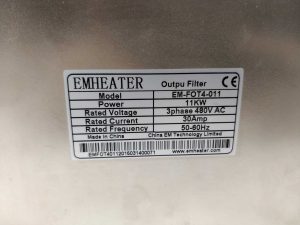 EMHEATER Outpu Filter CE
Model EM-FOT4-011
Power 11KW
Rated Voltage 3phase 480V AC
Rated Current 30Amp
Rated Frequency 50-60Hz
Made in China China EM Technology Limited
EMFOT40112016031400071 www.emheater.com